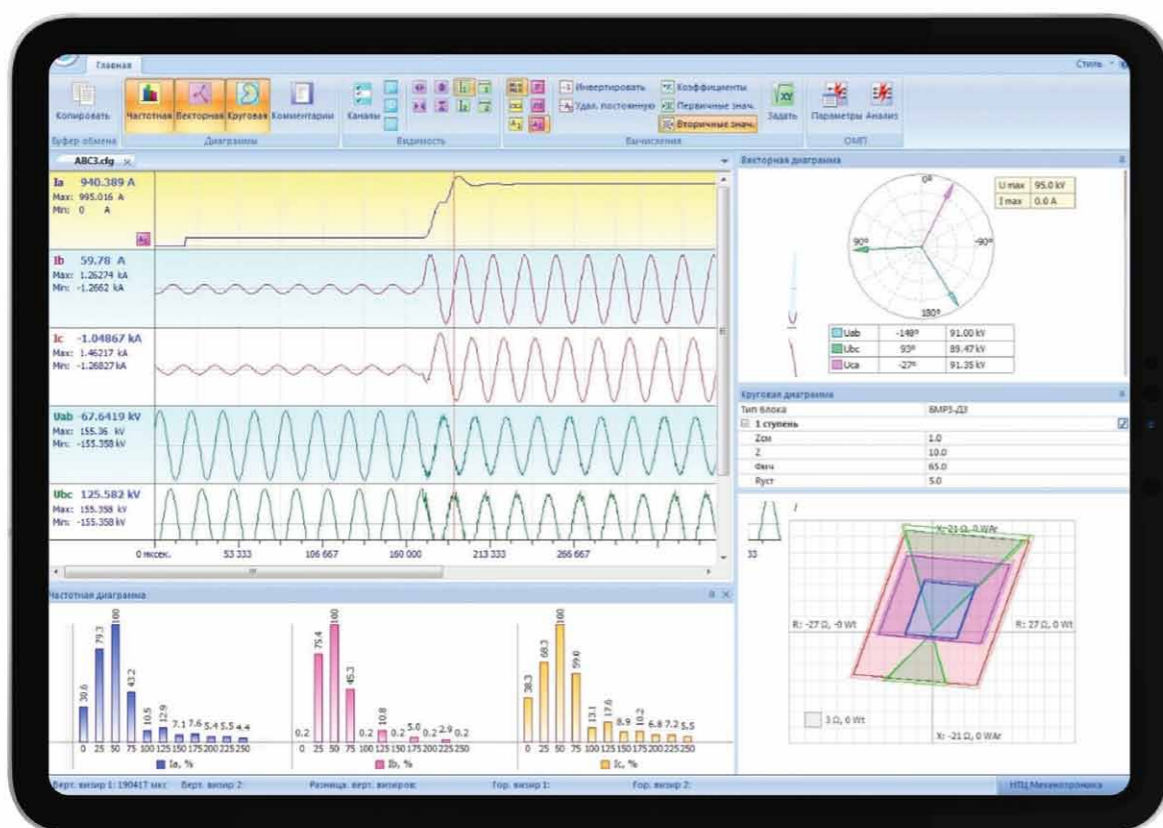 Главная
Стиль
Копировать
Частотная Векторная Круговая Комментарии
Каналы
Инвертировать
Удал. постоянную
Коэффициенты
Первичные знач.
Вторичные знач.
Задать
Параметры Анализ
Буфер обмена
Диаграммы
Видимость
Вычисления
ОМП
ABC3.cfg
Ia 940.389 A
Max: 995.016 A
Min: 0 A
Ib 59.78 A
Max: 1.26274 kA
Min: -1.2662 kA
Ic -1.04867 kA
Max: 1.46217 kA
Min: -1.26827 kA
Uab -67.6419 kV
Max: 155.36 kV
Min: -155.358 kV
Ubc 125.582 kV
Max: 155.358 kV
Min: -155.358 kV
0 мксек. 53 333 106 667 160 000 213 333 266 667
Векторная диаграмма
0º
90º
-90º
180º
U max 95.0 kV
I max 0.0 A
Uab -148º 91.00 kV
Ubc 93º 89.47 kV
Uca -27º 91.35 kV
Круговая диаграмма
Тип блока БМРЗ-ДЗ
1 ступень
Zсм 1.0
Z 10.0
Фмч 65.0
Rуст 5.0
33
X: -21 Ω, 0 WAr
R: -27 Ω, -0 Wt
R: 27 Ω, 0 Wt
3 Ω, 0 Wt
X: -21 Ω, 0 WAr
Частотная диаграмма
30.6 79.3 100 43.2 10.5 12.9 7.1 7.6 5.4 5.5 4.4
0 25 50 75 100 125 150 175 200 225 250
Ia, %
0.2 75.4 100 45.3 0.2 10.8 0.2 5.0 0.2 2.9 0.2
0 25 50 75 100 125 150 175 200 225 250
Ib, %
38.3 68.3 100 59.0 13.1 17.6 8.9 10.2 6.8 7.2 5.5
0 25 50 75 100 125 150 175 200 225 250
Ic, %
Верт. визир 1: 190417 мкс Верт. визир 2: Разница. верт. визиров: Гор. визир 1: Гор. визир 2: НТЦ Механотроника